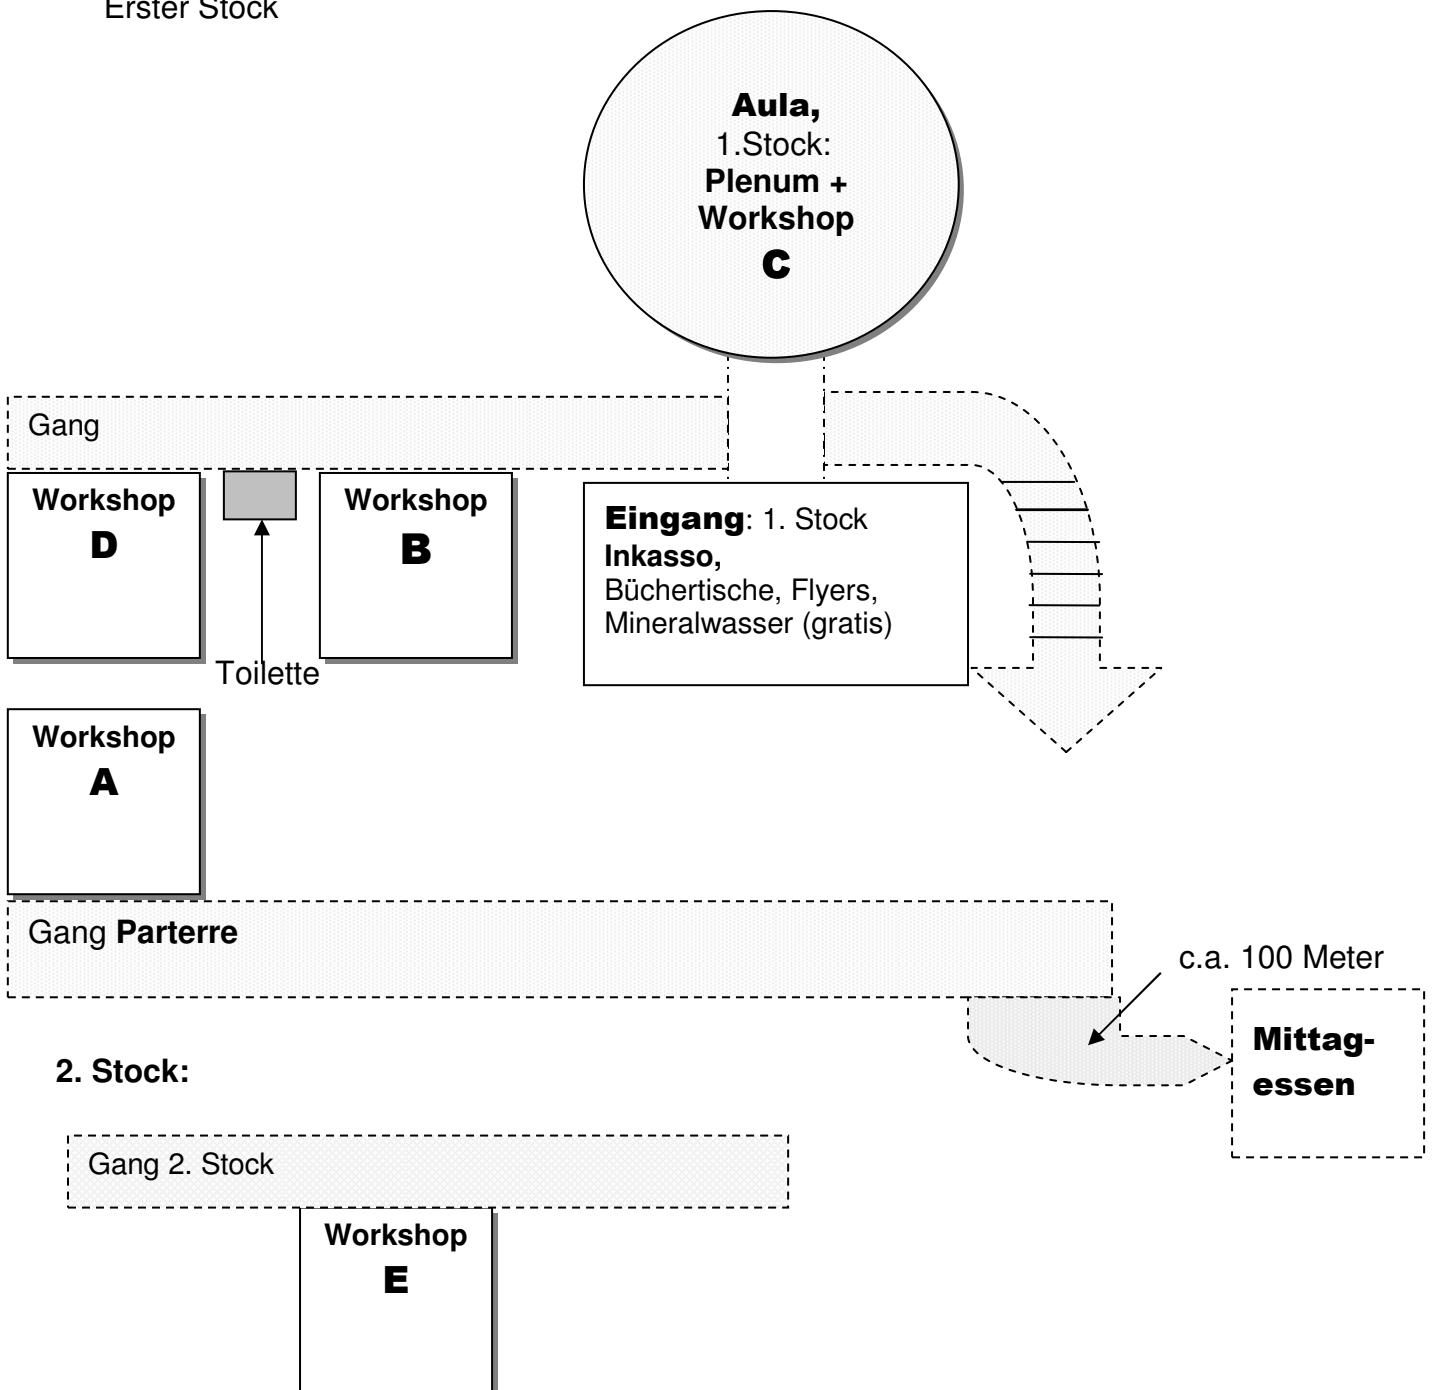 Erster Stock
Aula,
1.Stock:
Plenum +
Workshop
C
Gang
Workshop
D
Workshop
B
Eingang: 1. Stock
Inkasso,
Büchertische, Flyers,
Mineralwasser (gratis)
Toilette
Workshop
A
Gang Parterre
c.a. 100 Meter
Mittag-
essen
2. Stock:
Gang 2. Stock
Workshop
E